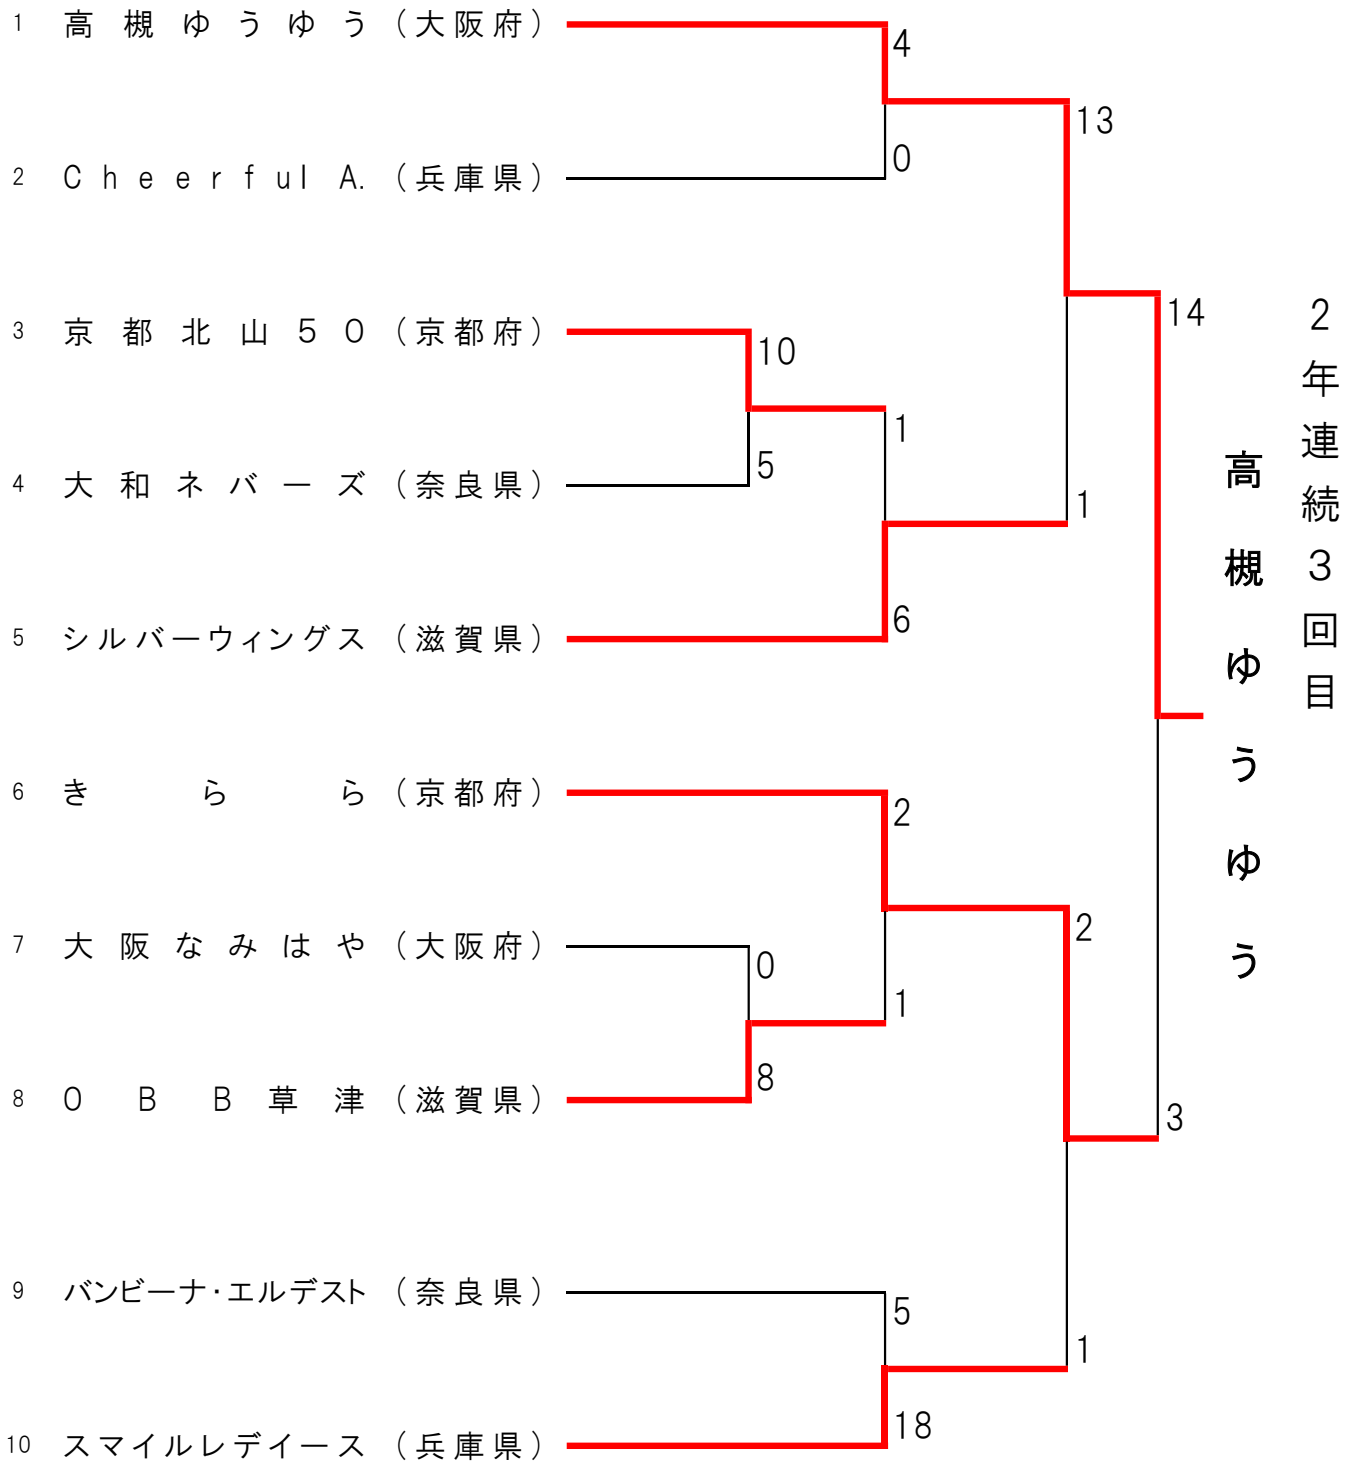 1 高槻ゆうゆう（大阪府）
4
13
0
2 Cheerful A.（兵庫県）
14
3 京都北山５０（京都府）
10
1
5
4 大和ネバーズ（奈良県）
1
6
5 シルバーウィングス（滋賀県）
6 きらら（京都府）
2
2
7 大阪なみはや（大阪府）
0
1
8
8 ＯＢＢ草津（滋賀県）
3
9 バンビーナ・エルデスト（奈良県）
5
1
18
10 スマイルレデイース（兵庫県）
２年連続３回目
高槻ゆうゆう